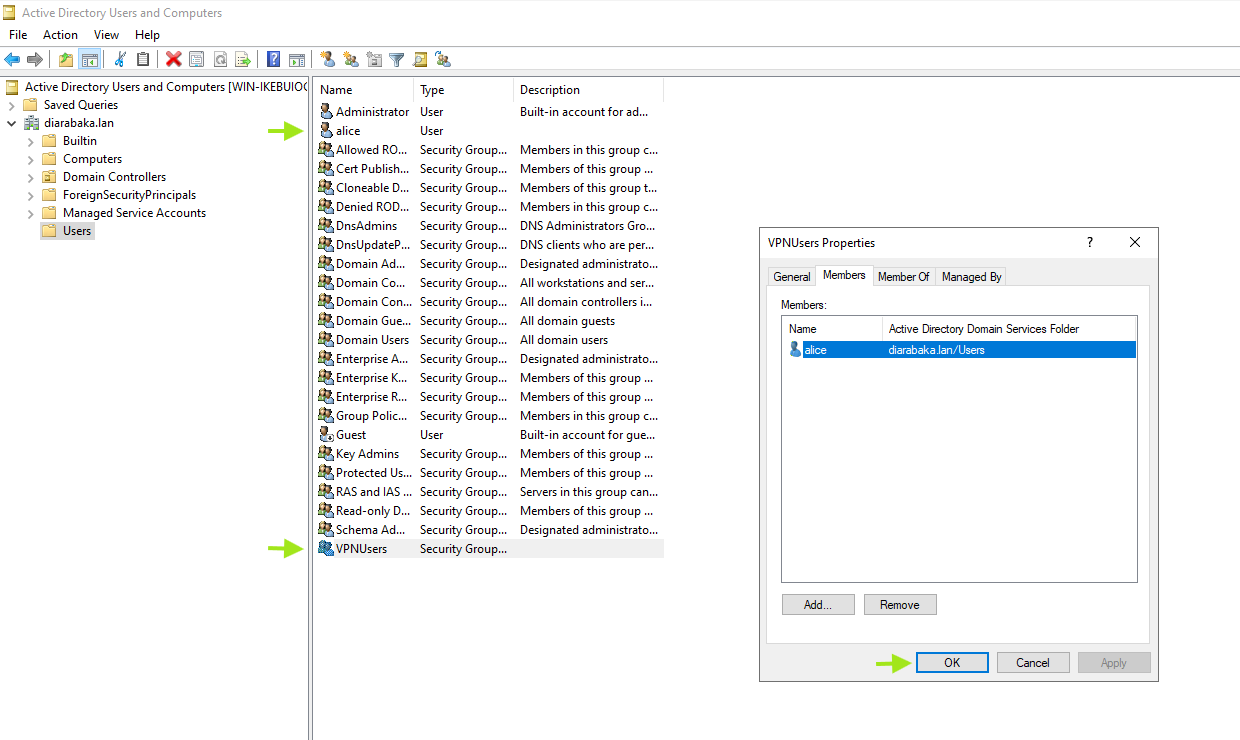 Active Directory Users and Computers
File Action View Help
Active Directory Users and Computers [WIN-IKEBUIO
Saved Queries
diarabaka.lan
Builtin
Computers
Domain Controllers
ForeignSecurityPrincipals
Managed Service Accounts
Users
Name Type Description
Administrator User Built-in account for ad...
alice User
Allowed RO... Security Group... Members in this group c...
Cert Publish... Security Group... Members of this group ...
Cloneable D... Security Group... Members of this group t...
Denied ROD... Security Group... Members in this group c...
DnsAdmins Security Group... DNS Administrators Gro...
DnsUpdateP... Security Group... DNS clients who are per...
Domain Ad... Security Group... Designated administrato...
Domain Co... Security Group... All workstations and ser...
Domain Con... Security Group... All domain controllers i...
Domain Gue... Security Group... All domain guests
Domain Users Security Group... All domain users
Enterprise A... Security Group... Designated administrato...
Enterprise K... Security Group... Members of this group ...
Enterprise R... Security Group... Members of this group ...
Group Polic... Security Group... Members in this group c...
Guest User Built-in account for gue...
Key Admins Security Group... Members of this group ...
Protected Us... Security Group... Members of this group ...
RAS and IAS ... Security Group... Servers in this group can...
Read-only D... Security Group... Members of this group ...
Schema Ad... Security Group... Designated administrato...
VPNUsers Security Group...
VPNUsers Properties ?
General Members Member Of Managed By
Members:
Name Active Directory Domain Services Folder
alice diarabaka.lan/Users
Add... Remove
OK Cancel Apply